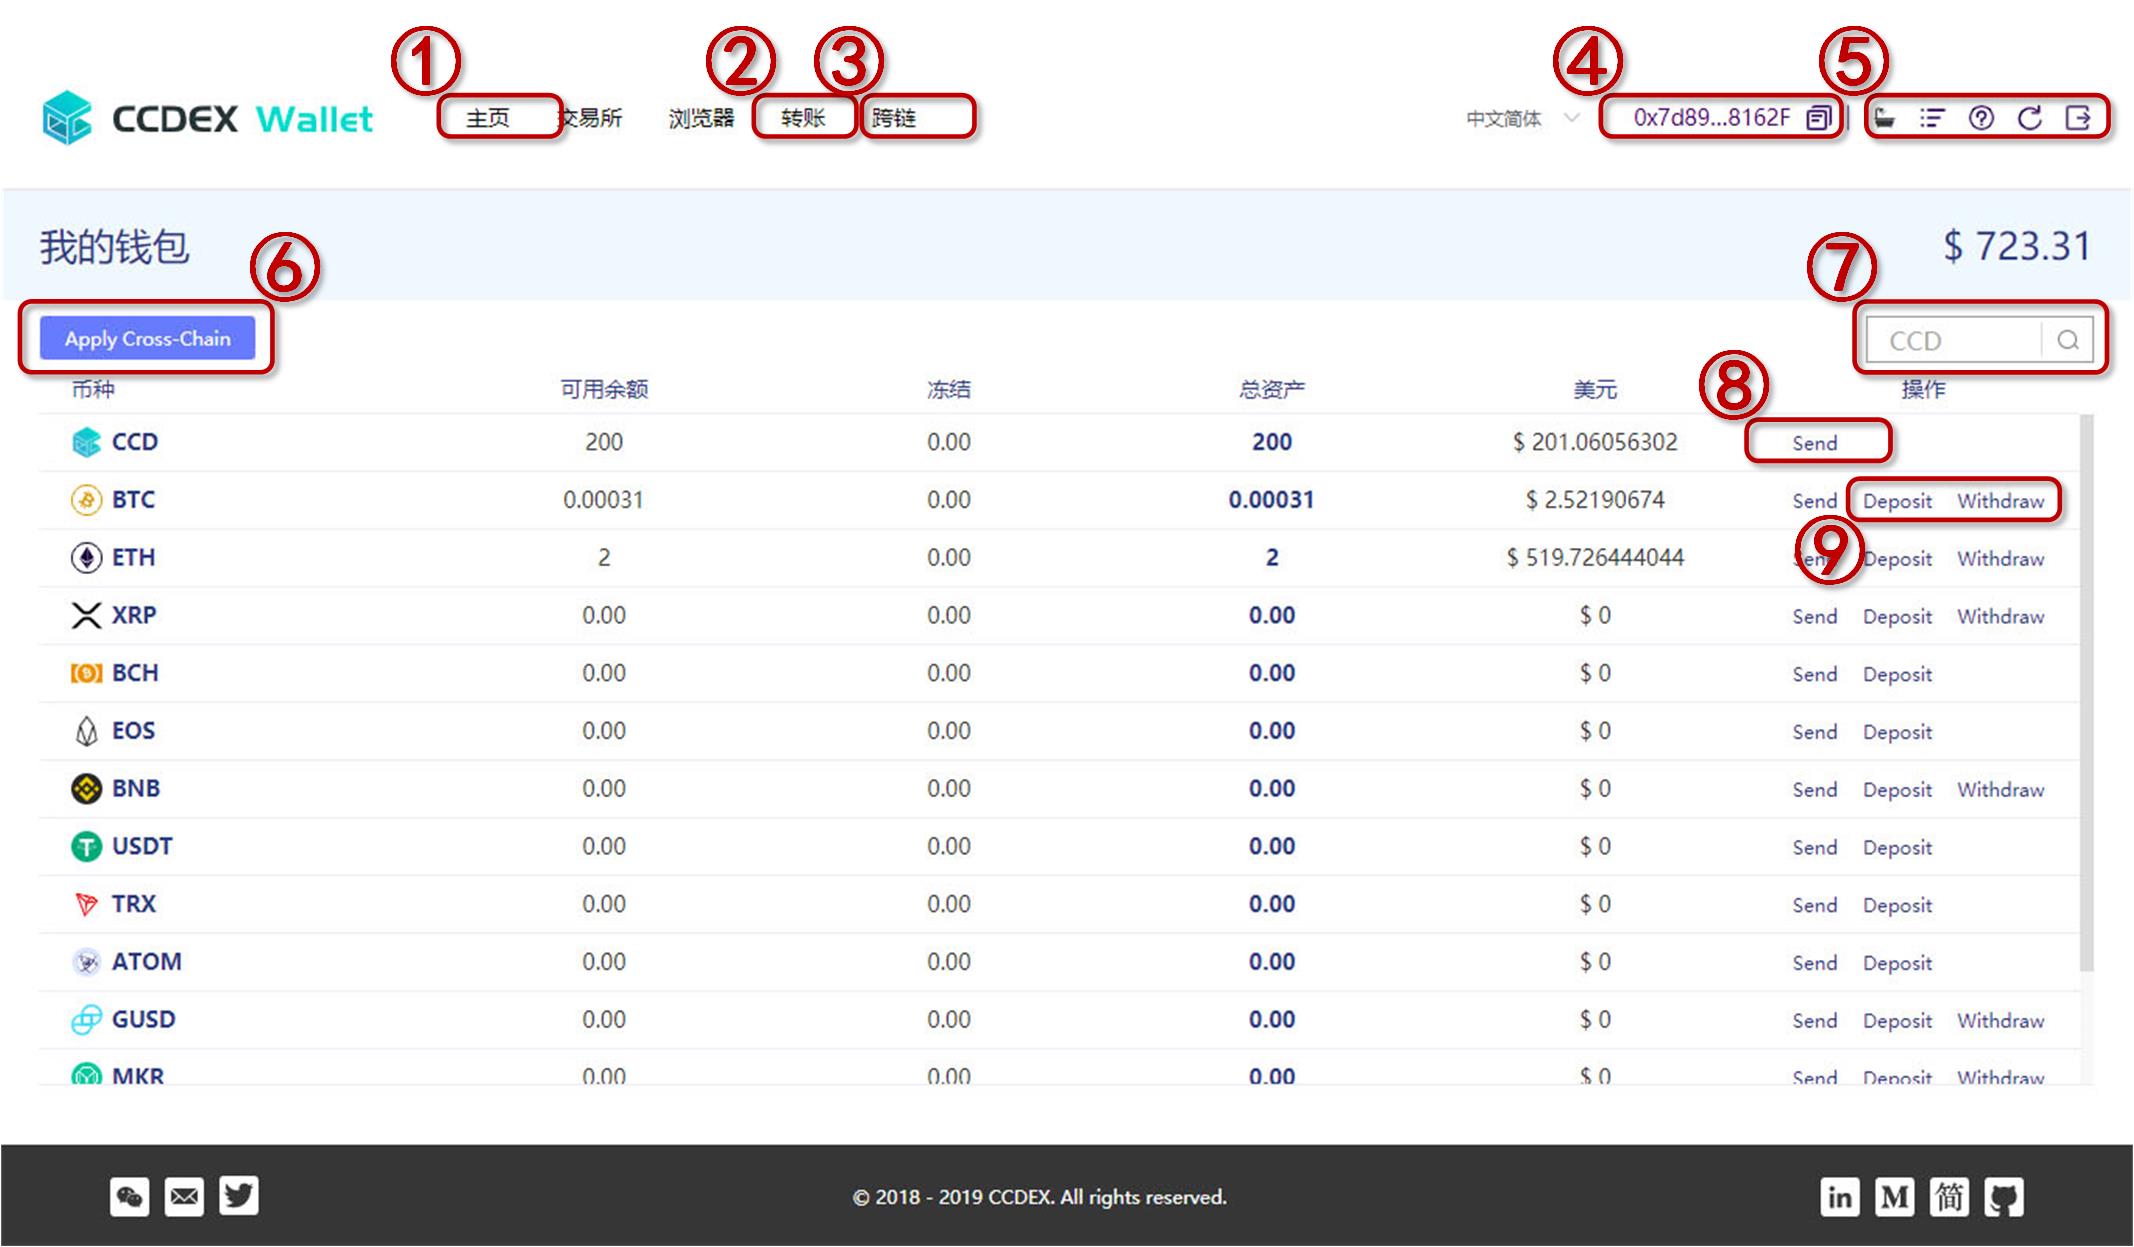 ① ② ③ ④ ⑤
CCDEX Wallet 主页 交易所 浏览器 转账 跨链 中文简体 0x7d89...8162F
我的钱包 ⑥ $ 723.31 ⑦
Apply Cross-Chain CCD
币种 可用余额 冻结 总资产 美元 ⑧ 操作
CCD 200 0.00 200 $ 201.06056302 Send
BTC 0.00031 0.00 0.00031 $ 2.52190674 Send Deposit Withdraw
ETH 2 0.00 2 $ 519.726444044 Send ⑨ Deposit Withdraw
XRP 0.00 0.00 0.00 $ 0 Send Deposit Withdraw
BCH 0.00 0.00 0.00 $ 0 Send Deposit
EOS 0.00 0.00 0.00 $ 0 Send Deposit
BNB 0.00 0.00 0.00 $ 0 Send Deposit Withdraw
USDT 0.00 0.00 0.00 $ 0 Send Deposit
TRX 0.00 0.00 0.00 $ 0 Send Deposit
ATOM 0.00 0.00 0.00 $ 0 Send Deposit
GUSD 0.00 0.00 0.00 $ 0 Send Deposit Withdraw
MKR 0.00 0.00 0.00 $ 0 Send Deposit Withdraw
© 2018 - 2019 CCDEX. All rights reserved. in M 简